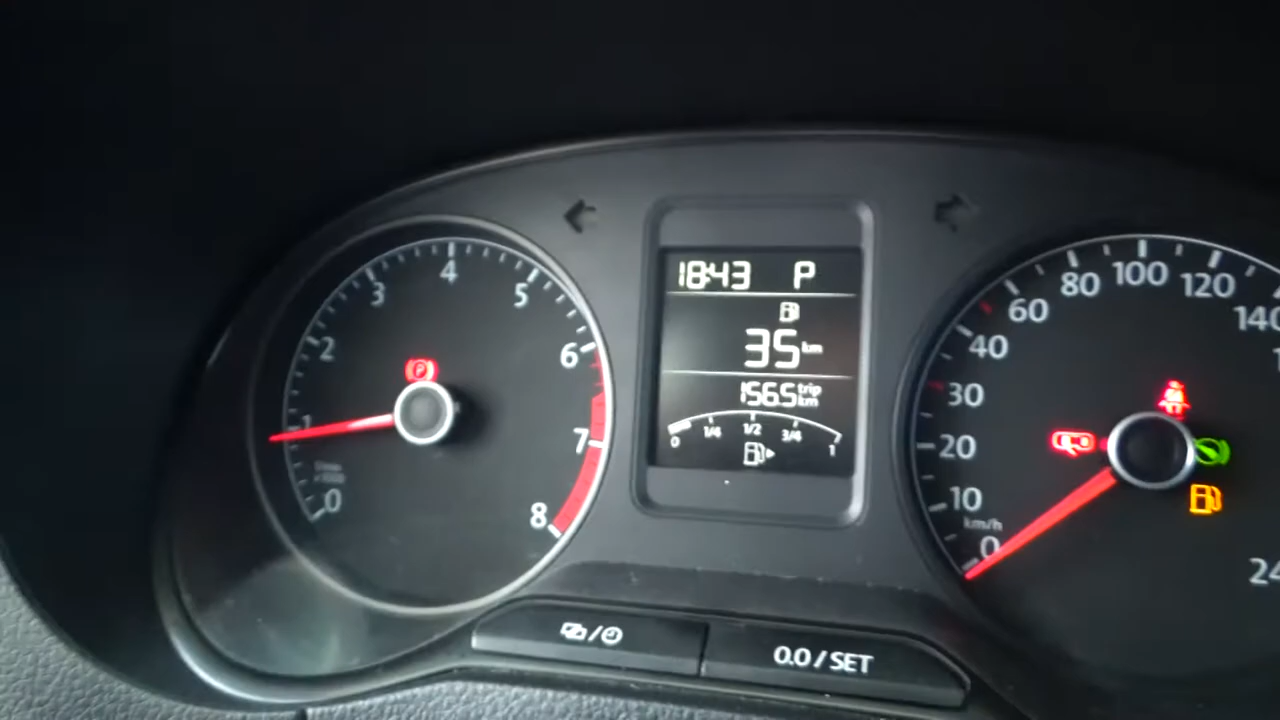 18:43 P
35 km
156.5 trip km
0 1/4 1/2 3/4 1
0 1 2 3 4 5 6 7 8
P
0 10 20 30 40 60 80 100 120 140
km/h
24
0.0 / SET